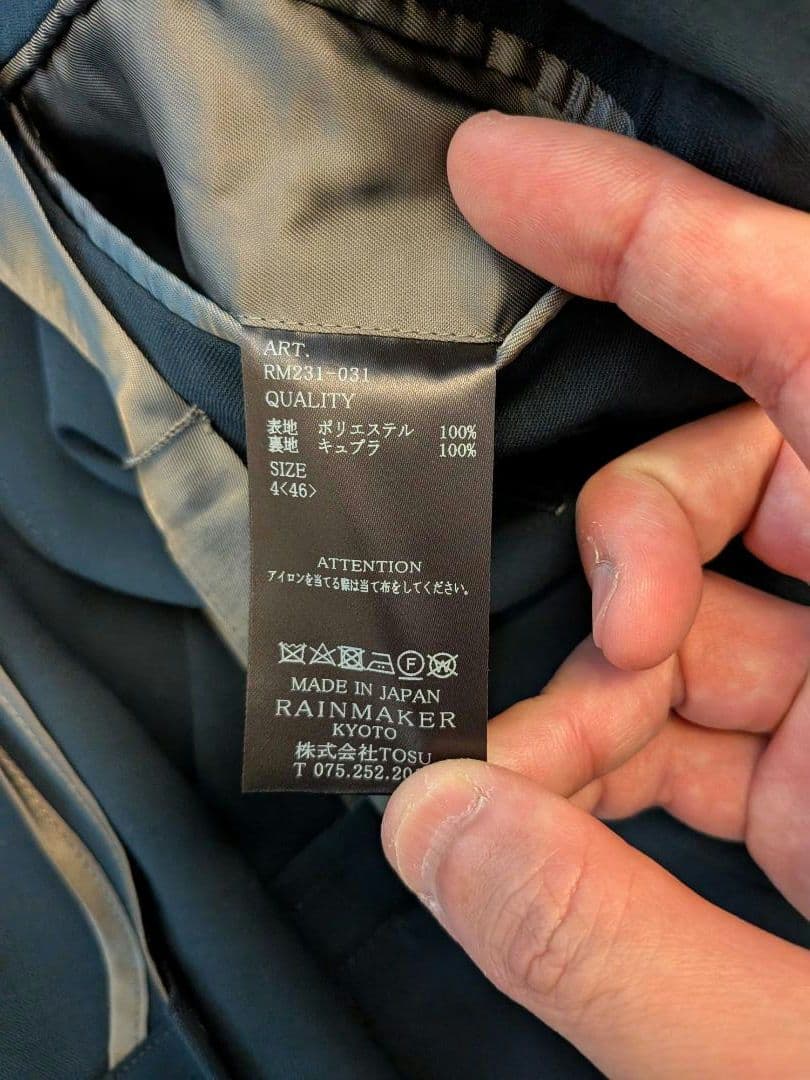 ART.
RM231-031
QUALITY
表地 ポリエステル 100%
裏地 キュプラ 100%
SIZE
4<46>
ATTENTION
アイロンを当てる際は当て布をしてください。
F W
MADE IN JAPAN
RAINMAKER
KYOTO
株式会社TOSU
T 075.252.20